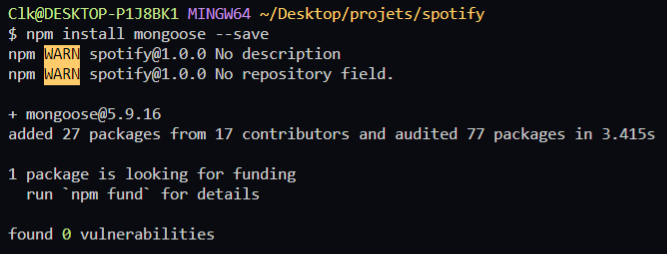 Clk@DESKTOP-P1J8BK1 MINGW64 ~/Desktop/projets/spotify
$ npm install mongoose --save
npm WARN spotify@1.0.0 No description
npm WARN spotify@1.0.0 No repository field.
+ mongoose@5.9.16
added 27 packages from 17 contributors and audited 77 packages in 3.415s
1 package is looking for funding
run `npm fund` for details
found 0 vulnerabilities